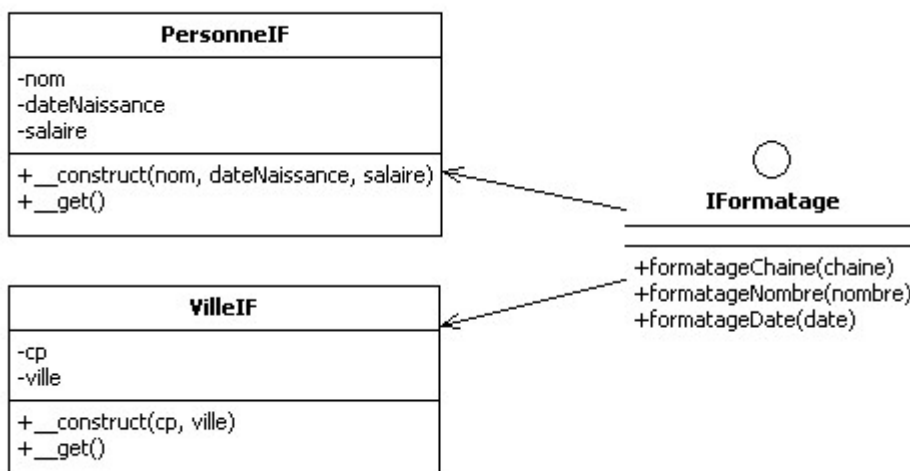 PersonneIF
-nom
-dateNaissance
-salaire
+__construct(nom, dateNaissance, salaire)
+__get()
IFormatage
+formatageChaine(chaine)
+formatageNombre(nombre)
+formatageDate(date)
VilleIF
-cp
-ville
+__construct(cp, ville)
+__get()